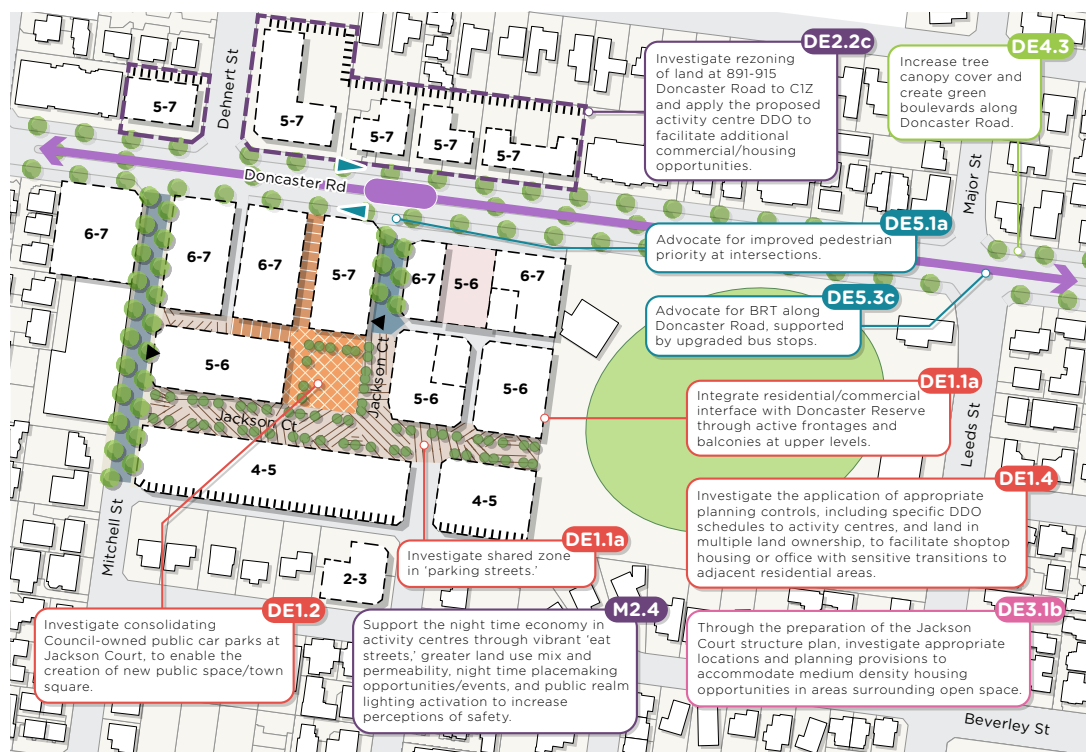 DE2.2c
Investigate rezoning
of land at 891-915
Doncaster Road to C1Z
and apply the proposed
activity centre DDO to
facilitate additional
commercial/housing
opportunities.
DE4.3
Increase tree
canopy cover and
create green
boulevards along
Doncaster Road.
Dehnert St
5-7
5-7
5-7
5-7
5-7
Doncaster Rd
Major St
DE5.1a
Advocate for improved pedestrian
priority at intersections.
DE5.3c
Advocate for BRT along
Doncaster Road, supported
by upgraded bus stops.
6-7
6-7
6-7
5-7
6-7
5-6
6-7
5-6
5-6
5-6
Jackson Ct
Jackson Ct
4-5
4-5
2-3
Mitchell St
Leeds St
DE1.1a
Integrate residential/commercial
interface with Doncaster Reserve
through active frontages and
balconies at upper levels.
DE1.4
Investigate the application of appropriate
planning controls, including specific DDO
schedules to activity centres, and land in
multiple land ownership, to facilitate shoptop
housing or office with sensitive transitions to
adjacent residential areas.
DE1.1a
Investigate shared zone
in ‘parking streets.’
DE1.2
Investigate consolidating
Council-owned public car parks at
Jackson Court, to enable the
creation of new public space/town
square.
M2.4
Support the night time economy in
activity centres through vibrant ‘eat
streets,’ greater land use mix and
permeability, night time placemaking
opportunities/events, and public realm
lighting activation to increase
perceptions of safety.
DE3.1b
Through the preparation of the Jackson
Court structure plan, investigate appropriate
locations and planning provisions to
accommodate medium density housing
opportunities in areas surrounding open space.
Beverley St